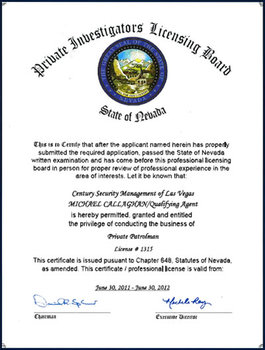 Private Investigators Licensing Board
State of Nevada
This is to Certify that after the applicant named herein has properly
submitted the required application, passed the State of Nevada
written examination and has come before this professional licensing
board in person for proper review of professional experience in the
area of interests. Let it be known that:
Century Security Management of Las Vegas
MICHAEL CALLAGHAN/Qualifying Agent
is hereby permitted, granted and entitled
the privilege of conducting the business of
Private Patrolman
License # 1315
This certificate is issued pursuant to Chapter 648, Statutes of Nevada,
as amended. This certificate / professional license is valid from:
June 30, 2011 - June 30, 2012
Chairman
Executive Director